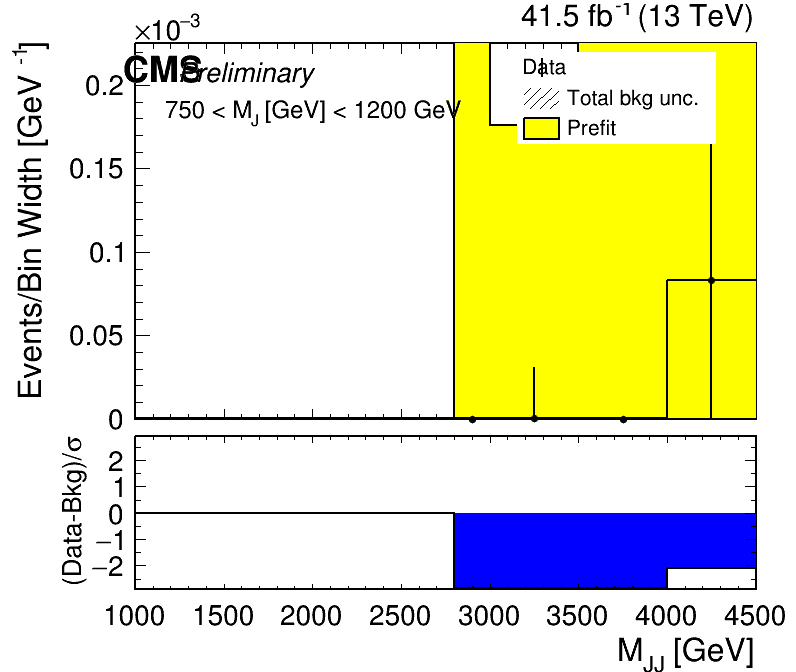 ×10⁻³
41.5 fb⁻¹ (13 TeV)
CMS Preliminary
750 < M_J [GeV] < 1200 GeV
Data
Total bkg unc.
Prefit
Events/Bin Width [GeV⁻¹]
0.2
0.15
0.1
0.05
0
(Data-Bkg)/σ
2
1
0
−1
−2
1000 1500 2000 2500 3000 3500 4000 4500
M_JJ [GeV]